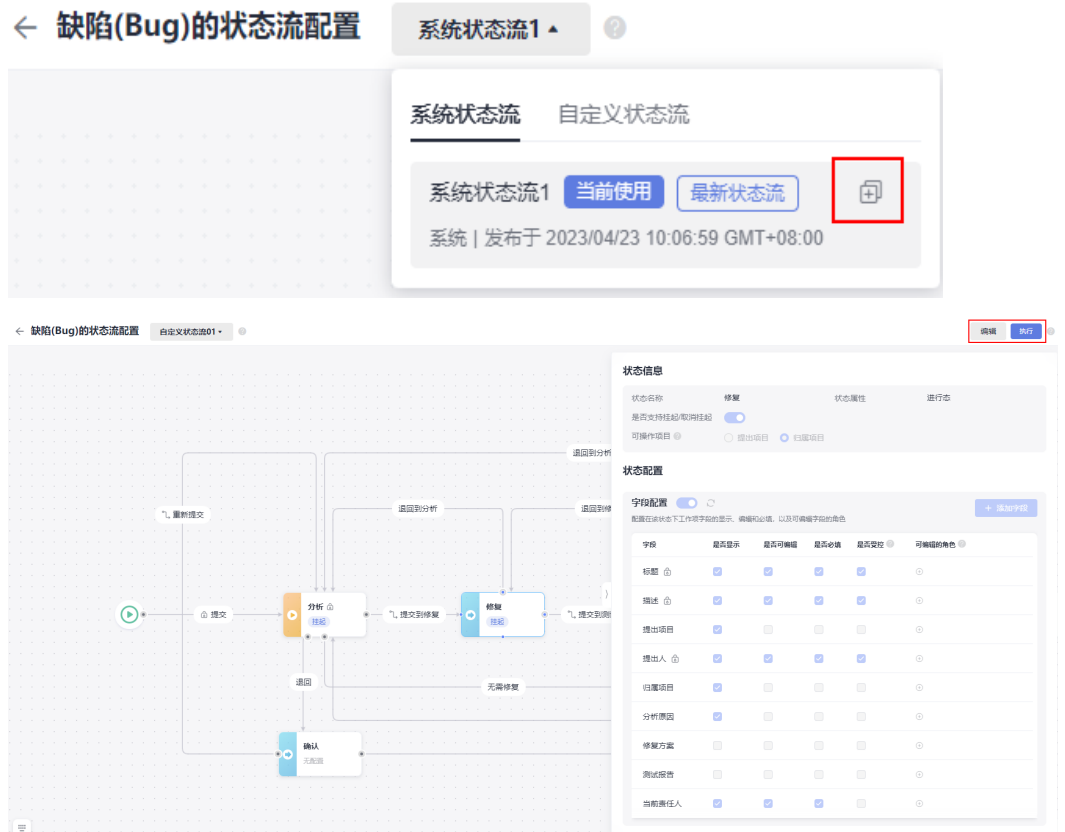 缺陷(Bug)的状态流配置 系统状态流1
系统状态流 自定义状态流
系统状态流1 当前使用 最新状态流
系统 | 发布于 2023/04/23 10:06:59 GMT+08:00
缺陷(Bug)的状态流配置 自定义状态流01 编辑 执行
状态信息
状态名称 修复 状态属性 进行态
是否支持挂起/取消挂起
可操作项目 提出项目 归属项目
状态配置
字段配置 + 添加字段
配置在该状态下工作项字段的显示、编辑和必填，以及可编辑字段的角色
字段 是否显示 是否可编辑 是否必填 是否受控 可编辑的角色
标题
描述
提出项目
提出人
归属项目
分析原因
修复方案
测试报告
当前责任人
退回到分析
重新提交
退回到分析
退回到修
提交
分析
挂起
提交到修复
修复
挂起
提交到测
退回
无需修复
确认
无配置